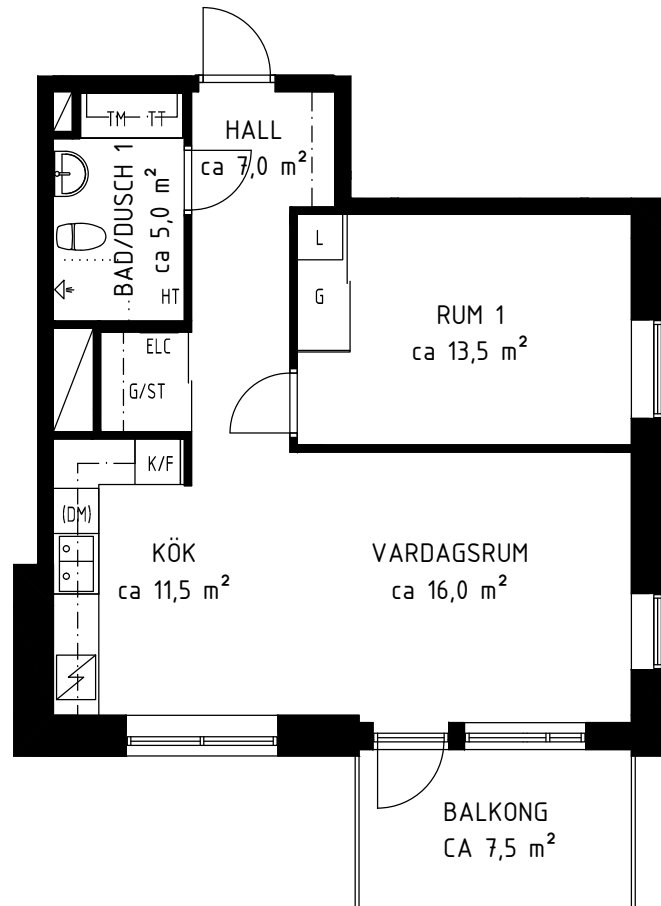 TM TT
HALL
ca 7,0 m²
BAD/DUSCH 1
ca 5,0 m²
HT
L
G
RUM 1
ca 13,5 m²
ELC
G/ST
K/F
(DM)
KÖK
ca 11,5 m²
VARDAGSRUM
ca 16,0 m²
BALKONG
CA 7,5 m²